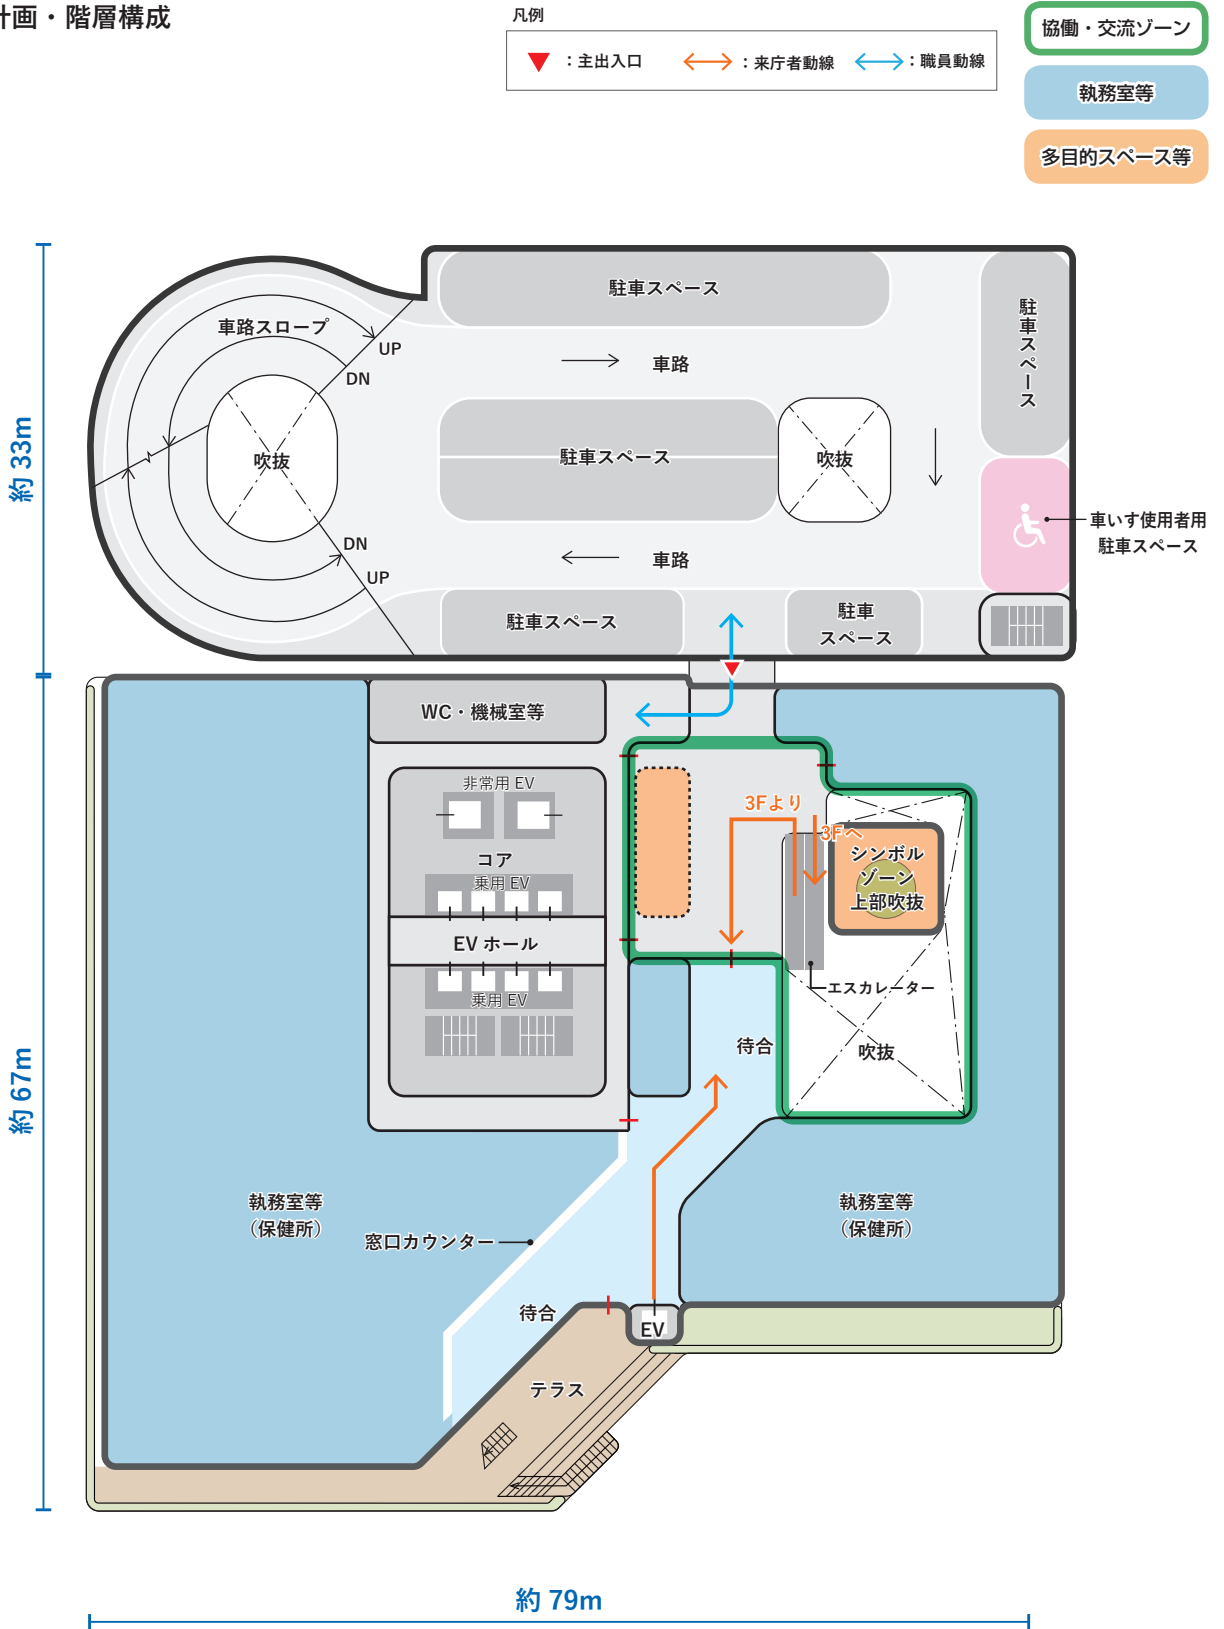 計画・階層構成
凡例
：主出入口
：来庁者動線
：職員動線
協働・交流ゾーン
執務室等
多目的スペース等
駐車スペース
車路スロープ
UP
DN
車路
駐車スペース
吹抜
駐車スペース
吹抜
約 33m
車いす使用者用
駐車スペース
DN
UP
車路
駐車スペース
駐車
スペース
WC・機械室等
非常用 EV
コア
乗用 EV
EV ホール
乗用 EV
3Fより
3Fへ
シンボル
ゾーン
上部吹抜
エスカレーター
待合
吹抜
約 67m
執務室等
（保健所）
執務室等
（保健所）
窓口カウンター
待合
EV
テラス
約 79m